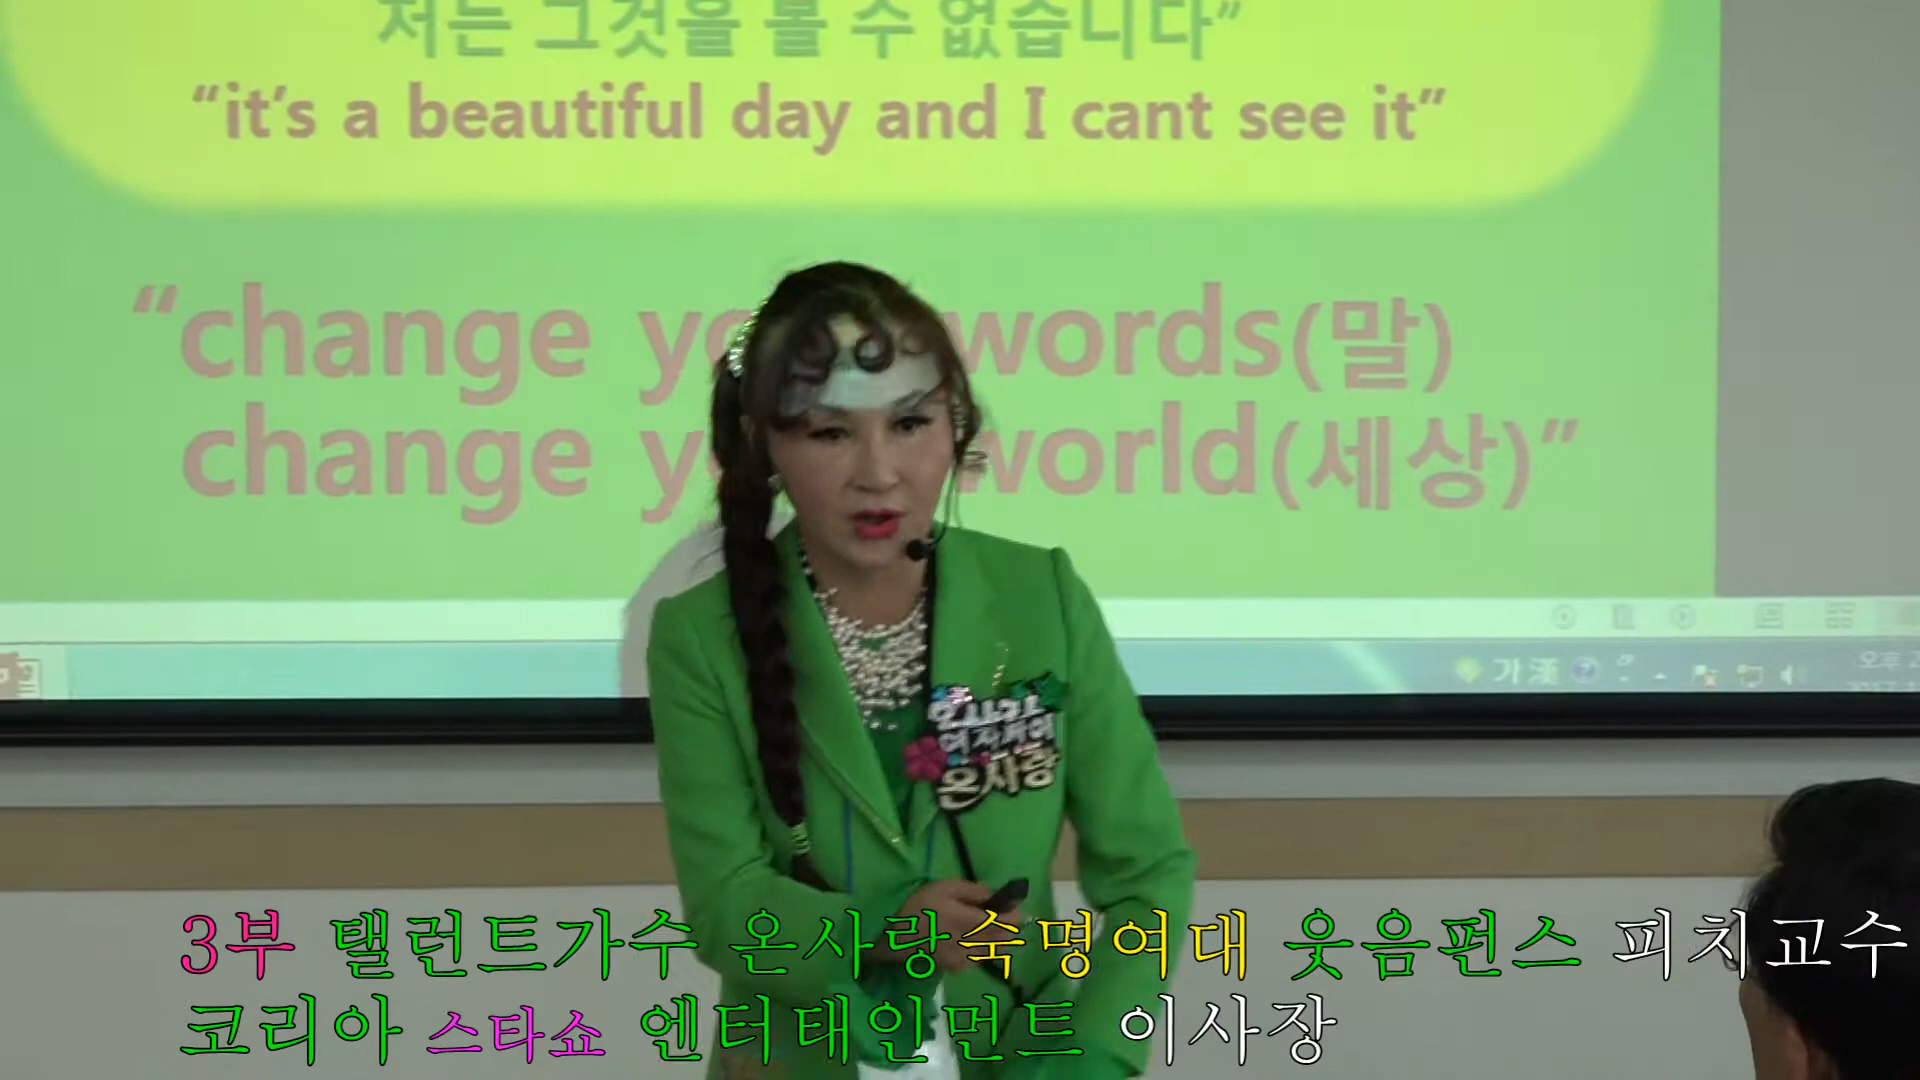 저는 그것을 볼 수 없습니다”
“it's a beautiful day and I cant see it”
“change words(말)
change world(세상)”
가漢
오후
온사랑
3부 탤런트가수 온사랑숙명여대 웃음펀스 피치교수
코리아 스타쇼 엔터태인먼트 이사장